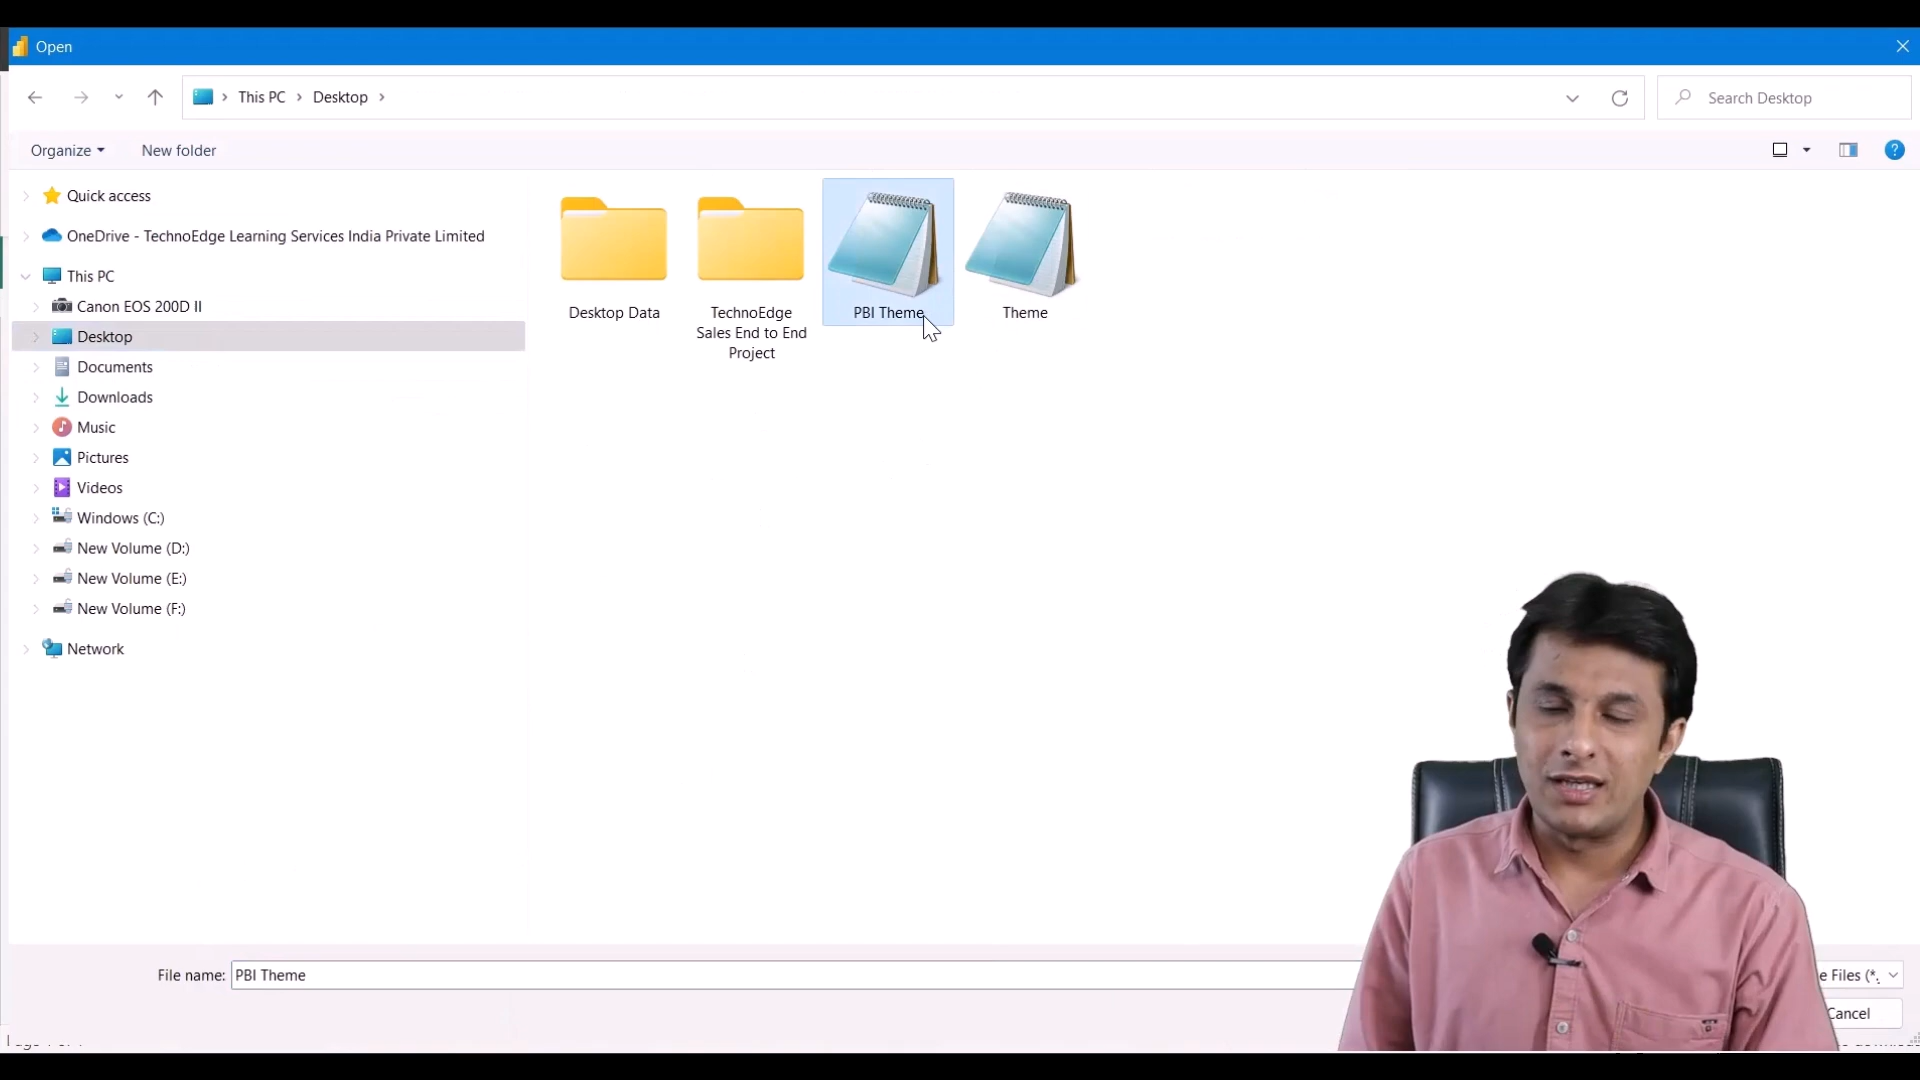 Open
This PC
Desktop
Search Desktop
Organize
New folder
Quick access
OneDrive - TechnoEdge Learning Services India Private Limited
This PC
Canon EOS 200D II
Desktop
Documents
Downloads
Music
Pictures
Videos
Windows (C:)
New Volume (D:)
New Volume (E:)
New Volume (F:)
Network
Desktop Data
TechnoEdge
Sales End to End
Project
PBI Theme
Theme
File name:
PBI Theme
e Files (*.
Cancel